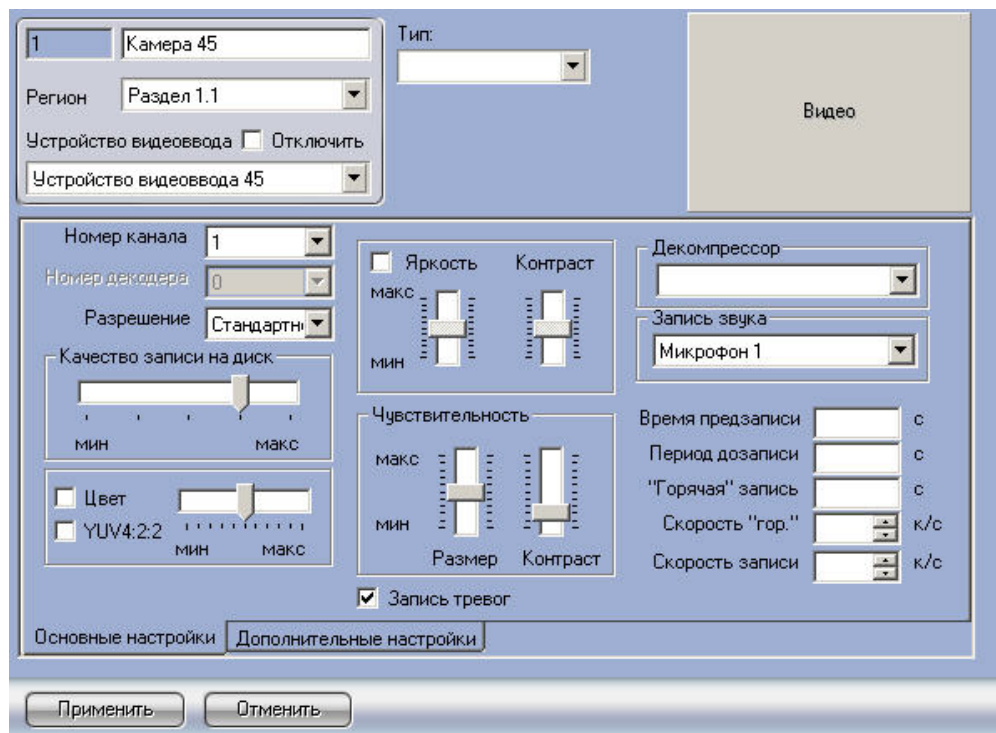 1 Камера 45
Тип:
Регион Раздел 1.1
Видео
Устройство видеоввода Отключить
Устройство видеоввода 45
Номер канала 1
Номер декодера 0
Разрешение Стандартн
Качество записи на диск
мин макс
Цвет
YUV4:2:2
мин макс
Яркость Контраст
макс
мин
Чувствительность
макс
мин
Размер Контраст
Запись тревог
Декомпрессор
Запись звука
Микрофон 1
Время предзаписи с
Период дозаписи с
"Горячая" запись с
Скорость "гор." к/с
Скорость записи к/с
Основные настройки Дополнительные настройки
Применить Отменить